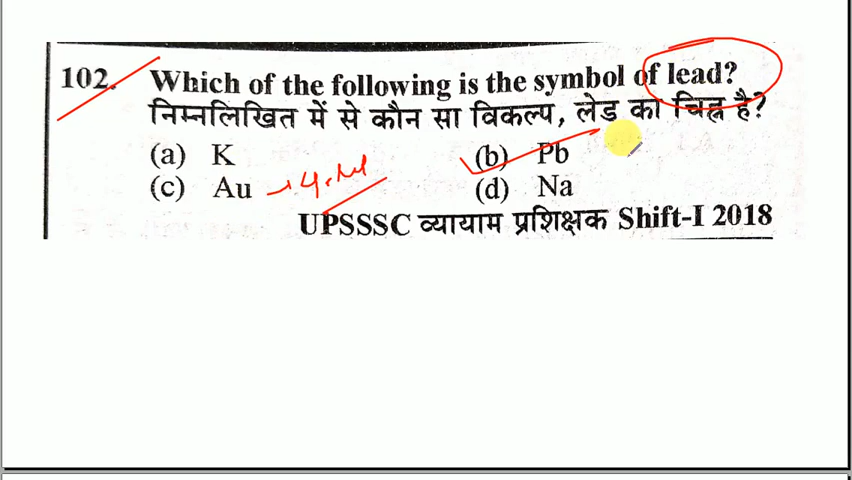 102. Which of the following is the symbol of lead?
निम्नलिखित में से कौन सा विकल्प, लेड का चिह्न है?
(a) K (b) Pb
(c) Au (d) Na
UPSSSC व्यायाम प्रशिक्षक Shift-I 2018